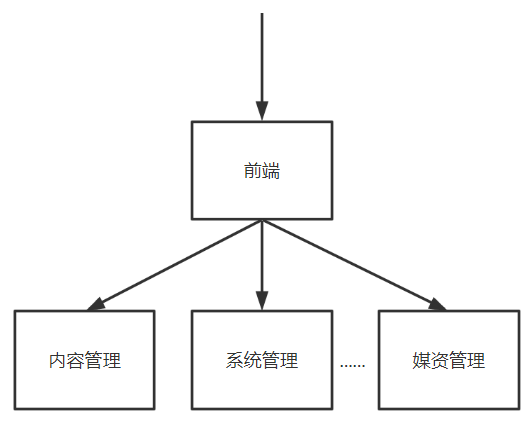 前端
内容管理
系统管理
......
媒资管理